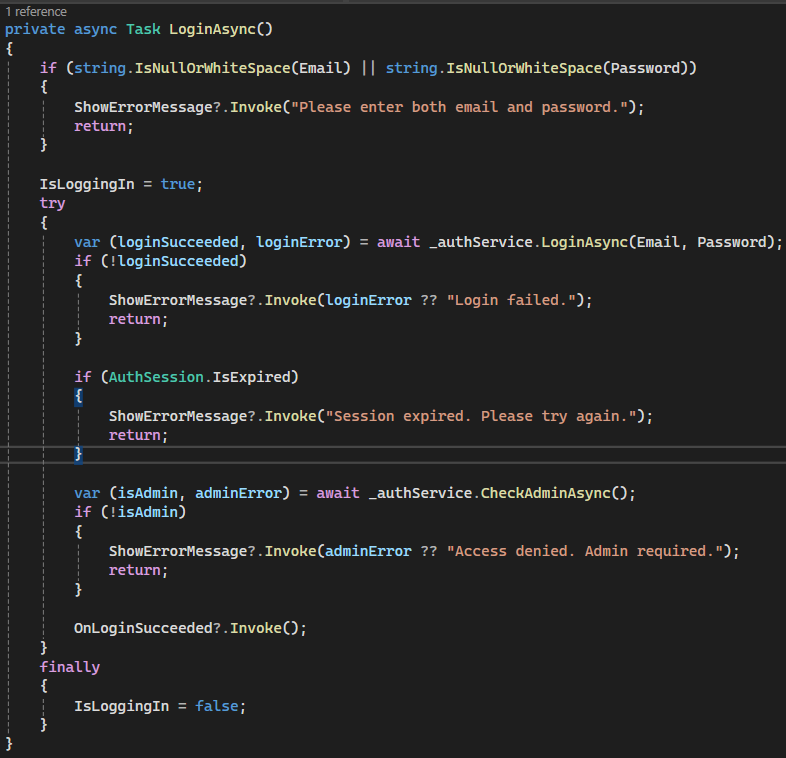 1 reference
private async Task LoginAsync()
{
    if (string.IsNullOrWhiteSpace(Email) || string.IsNullOrWhiteSpace(Password))
    {
        ShowErrorMessage?.Invoke("Please enter both email and password.");
        return;
    }

    IsLoggingIn = true;
    try
    {
        var (loginSucceeded, loginError) = await _authService.LoginAsync(Email, Password);
        if (!loginSucceeded)
        {
            ShowErrorMessage?.Invoke(loginError ?? "Login failed.");
            return;
        }

        if (AuthSession.IsExpired)
        {
            ShowErrorMessage?.Invoke("Session expired. Please try again.");
            return;
        }

        var (isAdmin, adminError) = await _authService.CheckAdminAsync();
        if (!isAdmin)
        {
            ShowErrorMessage?.Invoke(adminError ?? "Access denied. Admin required.");
            return;
        }

        OnLoginSucceeded?.Invoke();
    }
    finally
    {
        IsLoggingIn = false;
    }
}